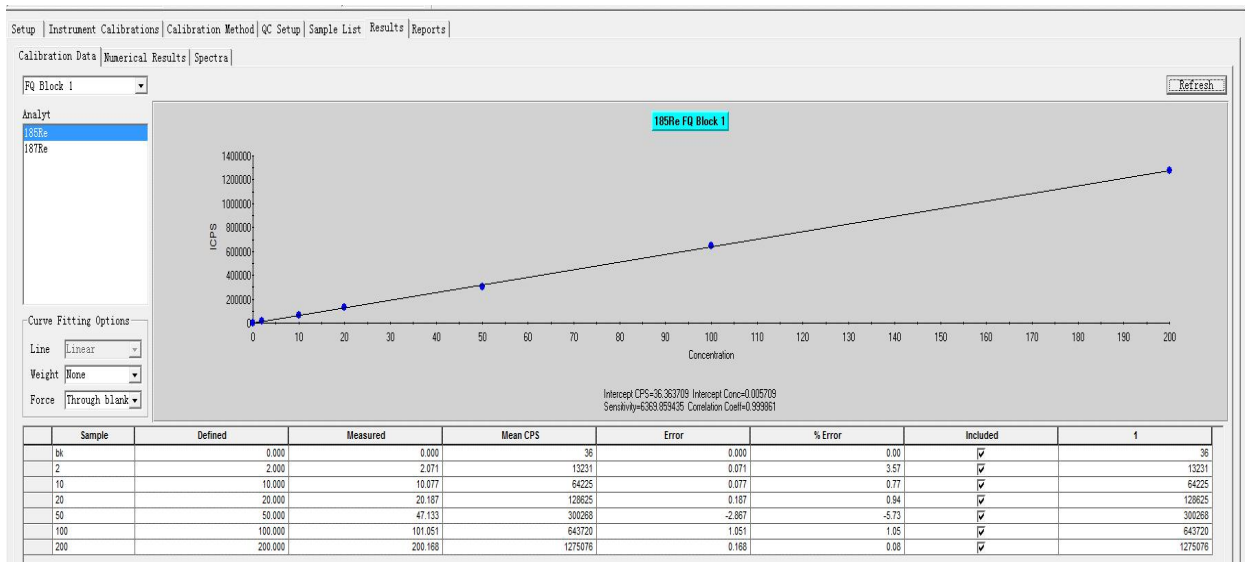 Setup Instrument Calibrations Calibration Method QC Setup Sample List Results Reports
Calibration Data Numerical Results Spectra
FQ Block 1 Refresh
Analyt
185Re
187Re
185Re FQ Block 1
1400000
1200000
1000000
800000
600000
400000
200000
0
ICPS
0 10 20 30 40 50 60 70 80 90 100 110 120 130 140 150 160 170 180 190 200
Concentration
Intercept CPS=36.363709 Intercept Conc=0.005709
Sensitivity=6369.859435 Correlation Coeff=0.999861
Curve Fitting Options
Line Linear
Weight None
Force Through blank
Sample Defined Measured Mean CPS Error % Error Included 1
bk 0.000 0.000 36 0.000 0.00 36
2 2.000 2.071 13231 0.071 3.57 13231
10 10.000 10.077 64225 0.077 0.77 64225
20 20.000 20.187 128625 0.187 0.94 128625
50 50.000 47.133 300268 -2.867 -5.73 300268
100 100.000 101.051 643720 1.051 1.05 643720
200 200.000 200.168 1275076 0.168 0.08 1275076